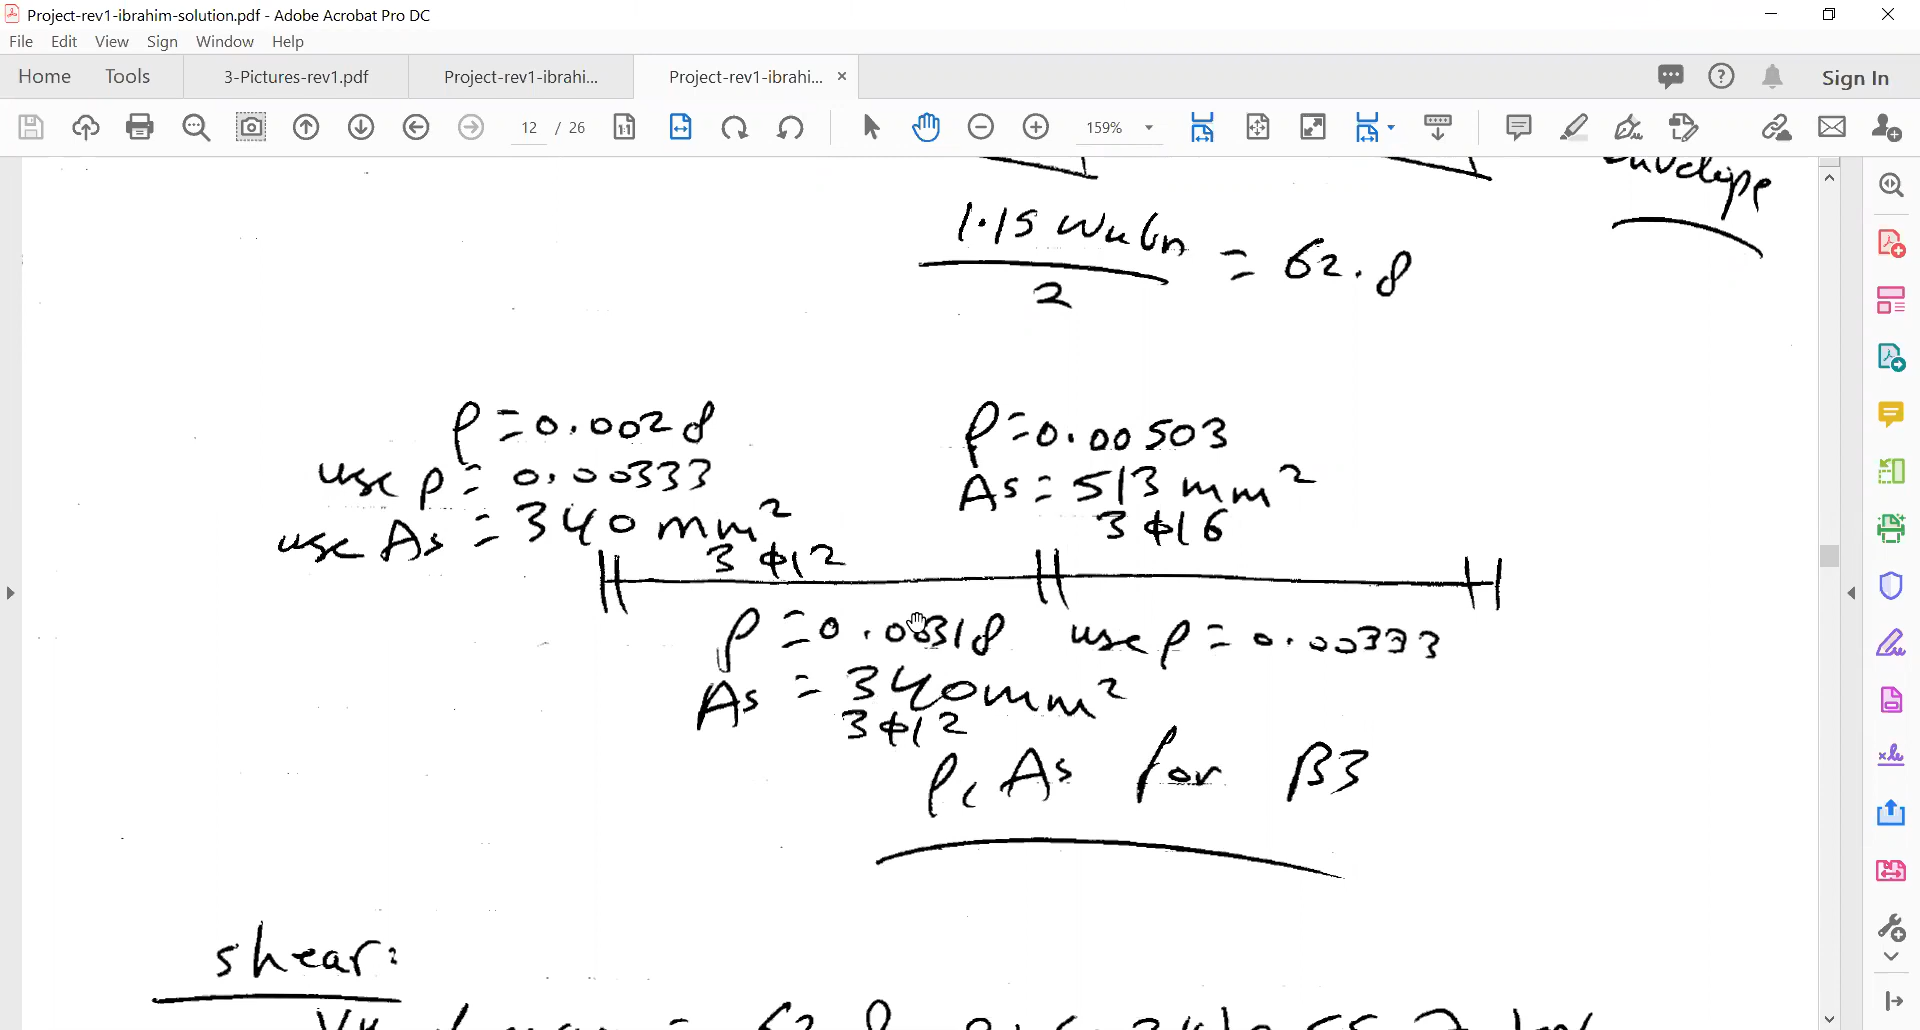 Project-rev1-ibrahim-solution.pdf - Adobe Acrobat Pro DC
File Edit View Sign Window Help
Home Tools 3-Pictures-rev1.pdf Project-rev1-ibrahi... Project-rev1-ibrahi... × Sign In
12 / 26 159%
envelope
1.15 Wu Ln
2
= 62.8
ρ = 0.0028
use ρ = 0.00333
use As = 340 mm²
3 φ12
ρ = 0.00503
As = 513 mm²
3 φ16
ρ = 0.00318 use ρ = 0.00333
As = 340mm²
3 φ12
ρ, As for B3
shear: